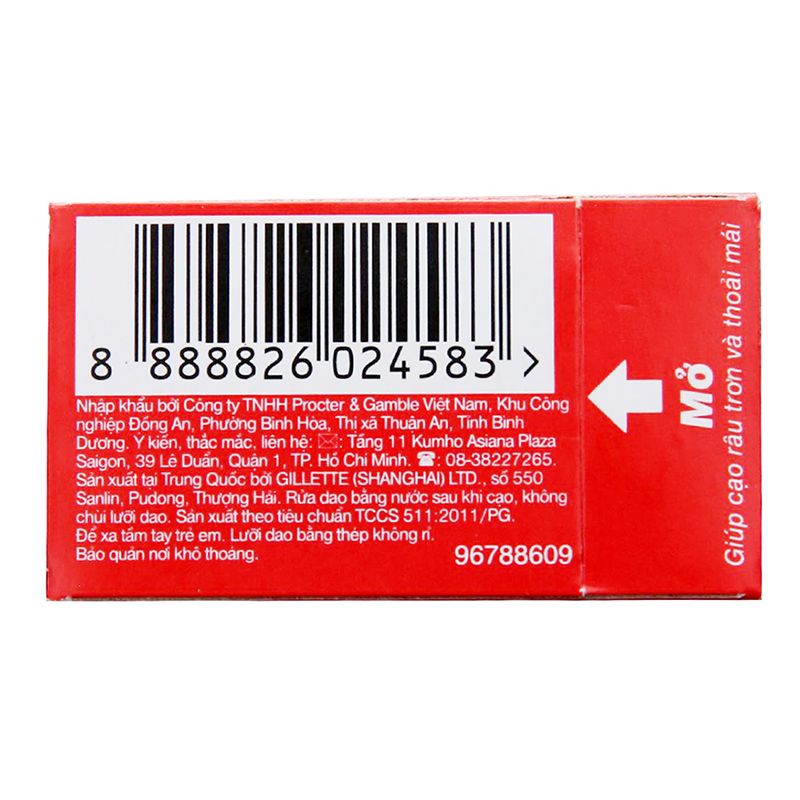 8 888826 024583 >
Nhập khẩu bởi Công ty TNHH Procter & Gamble Việt Nam, Khu Công
nghiệp Đồng An, Phường Bình Hòa, Thị xã Thuận An, Tỉnh Bình
Dương. Ý kiến, thắc mắc, liên hệ: ✉: Tầng 11 Kumho Asiana Plaza
Saigon, 39 Lê Duẩn, Quận 1, TP. Hồ Chí Minh. ☎: 08-38227265.
Sản xuất tại Trung Quốc bởi GILLETTE (SHANGHAI) LTD., số 550
Sanlin, Pudong, Thượng Hải. Rửa dao bằng nước sau khi cạo, không
chùi lưỡi dao. Sản xuất theo tiêu chuẩn TCCS 511:2011/PG.
Để xa tầm tay trẻ em. Lưỡi dao bằng thép không rỉ.
Bảo quản nơi khô thoáng.
96788609
Mở
Giúp cạo râu trơn và thoải mái